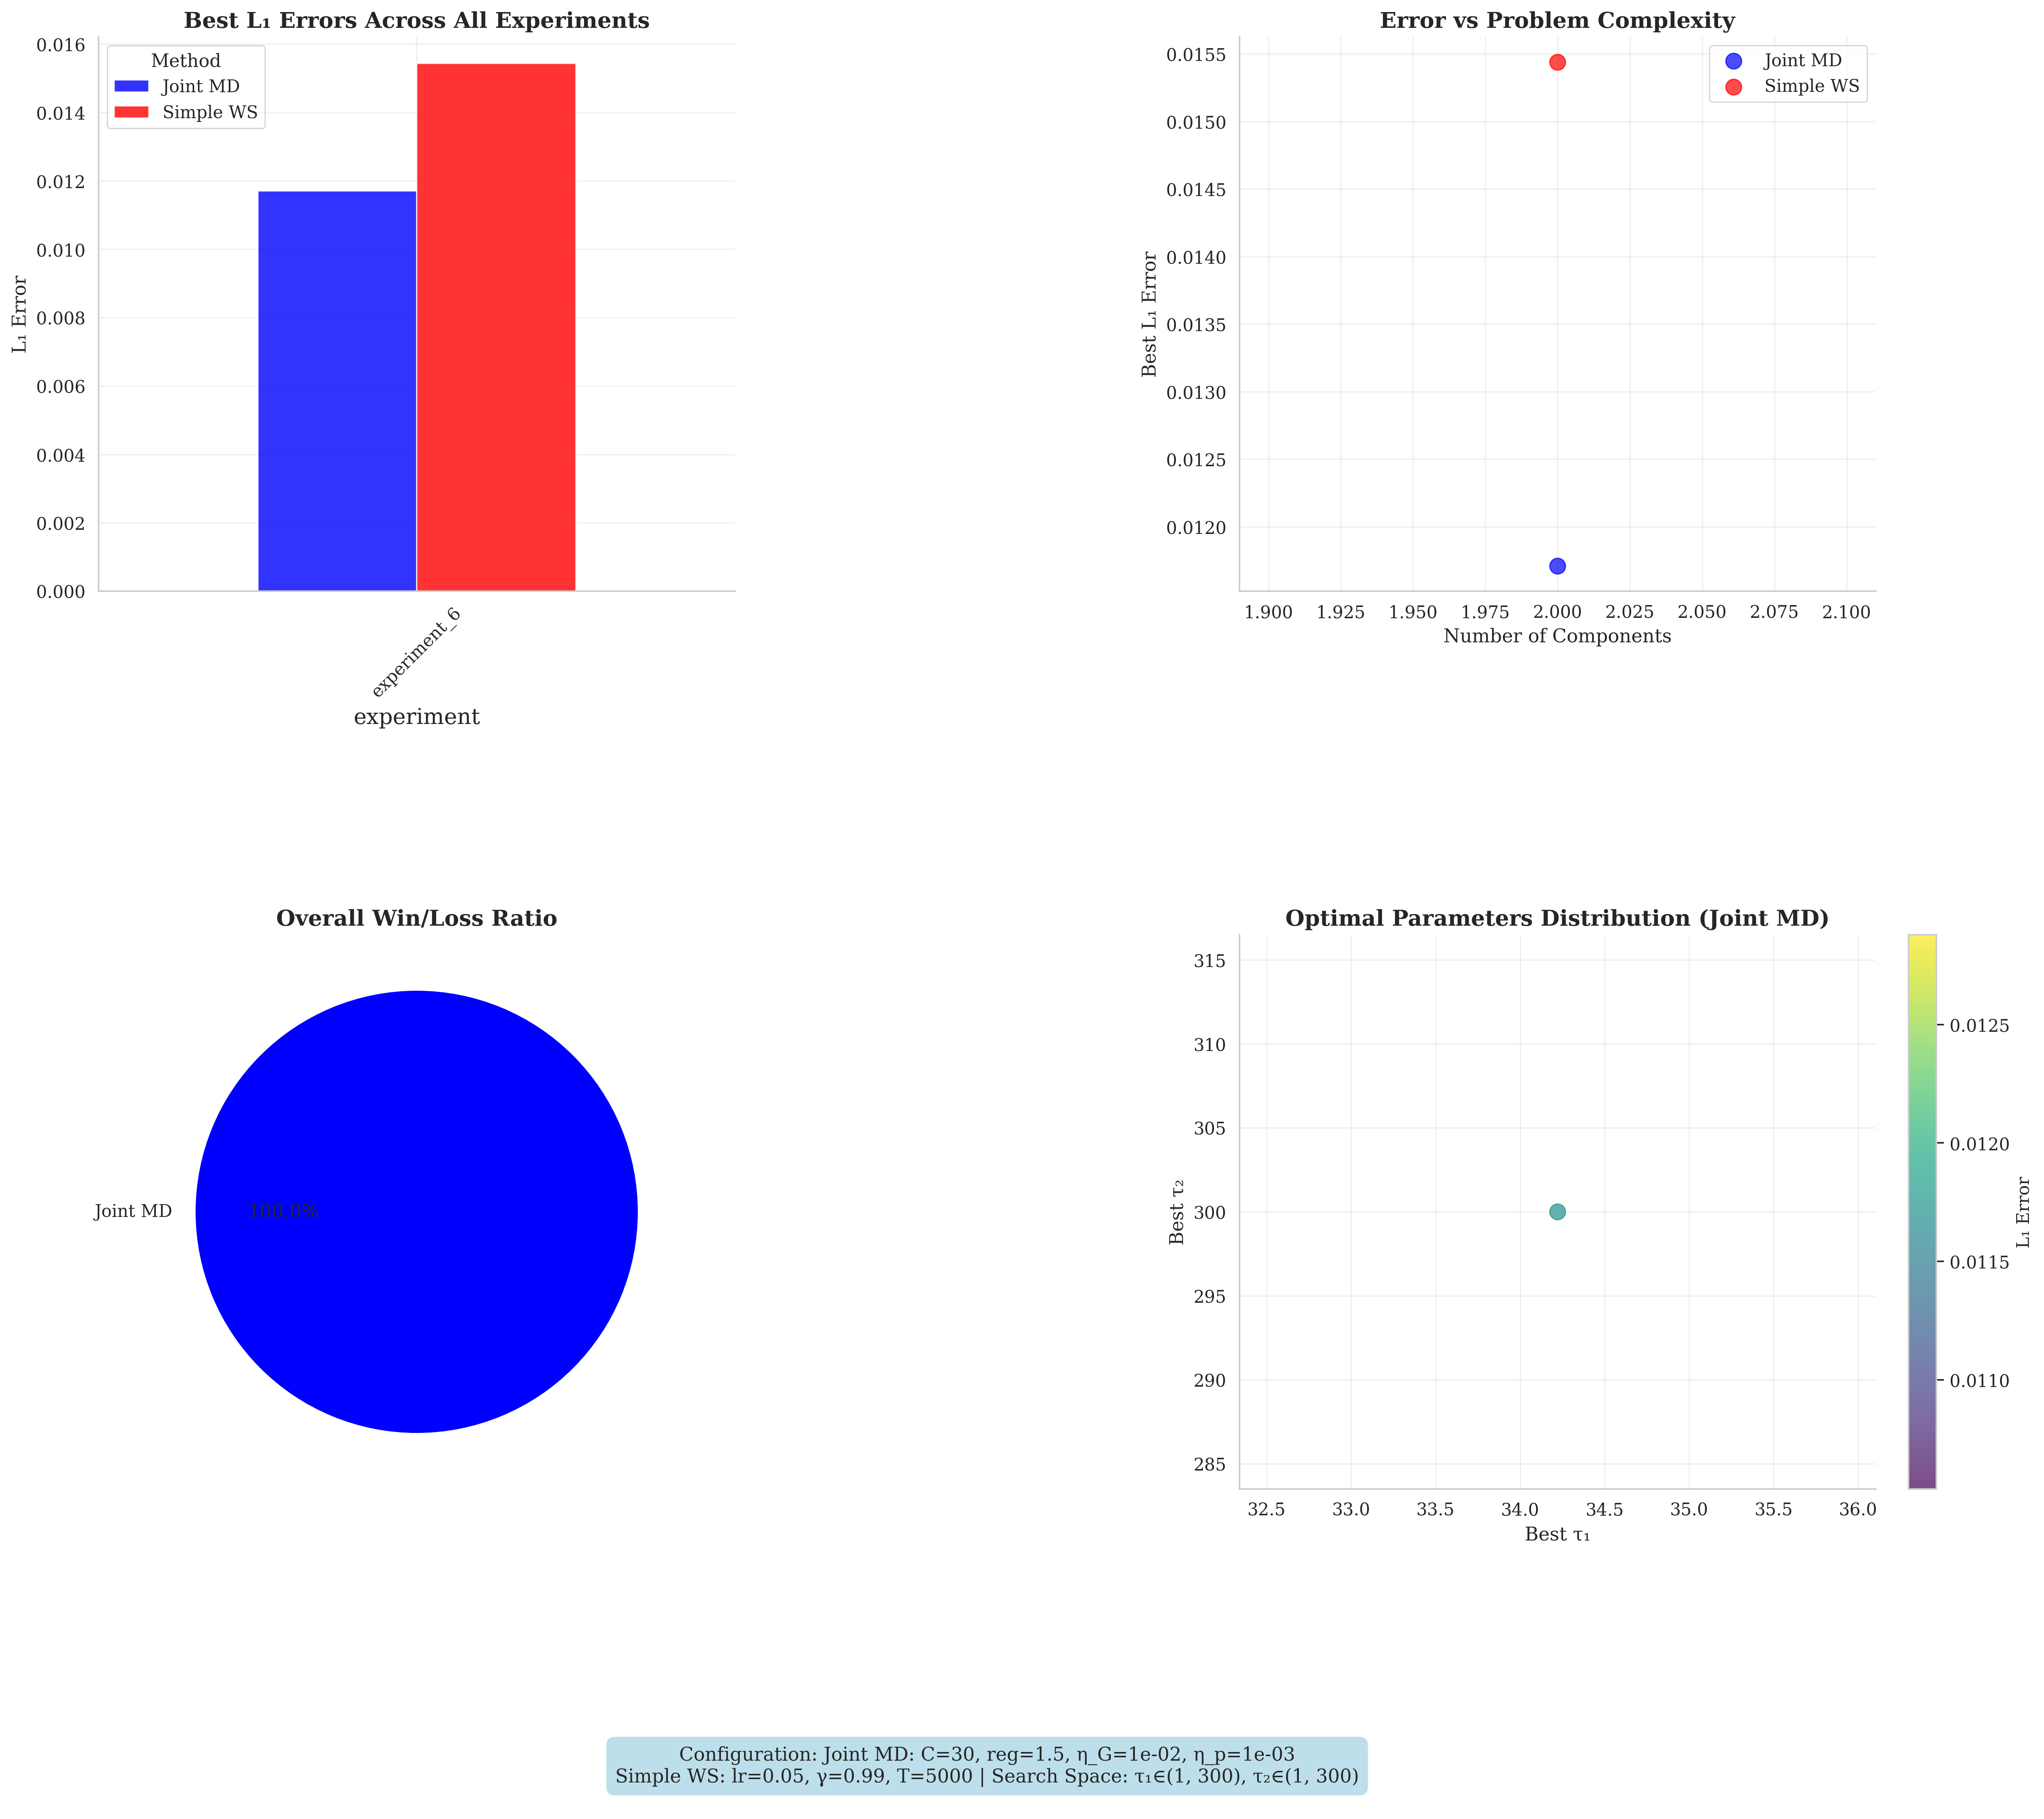 Best L₁ Errors Across All Experiments
0.016
0.014
0.012
0.010
0.008
0.006
0.004
0.002
0.000
L₁ Error
Method
Joint MD
Simple WS
experiment_6
experiment
Error vs Problem Complexity
0.0155
0.0150
0.0145
0.0140
0.0135
0.0130
0.0125
0.0120
Best L₁ Error
Joint MD
Simple WS
1.900 1.925 1.950 1.975 2.000 2.025 2.050 2.075 2.100
Number of Components
Overall Win/Loss Ratio
Joint MD
100.0%
Optimal Parameters Distribution (Joint MD)
315
310
305
300
295
290
285
Best τ₂
32.5 33.0 33.5 34.0 34.5 35.0 35.5 36.0
Best τ₁
0.0125
0.0120
0.0115
0.0110
L₁ Error
Configuration: Joint MD: C=30, reg=1.5, η_G=1e-02, η_p=1e-03
Simple WS: lr=0.05, γ=0.99, T=5000 | Search Space: τ₁∈(1, 300), τ₂∈(1, 300)